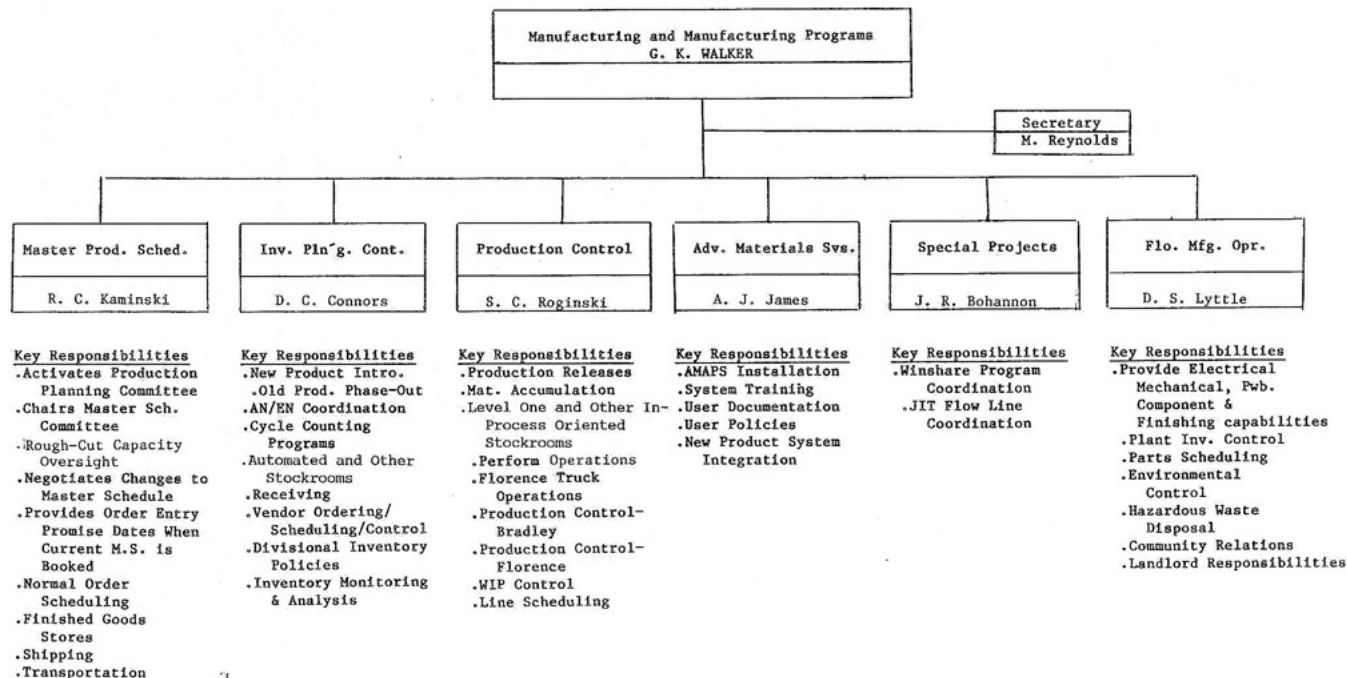 Manufacturing and Manufacturing Programs
G. K. WALKER
Secretary
M. Reynolds
Master Prod. Sched.
R. C. Kaminski
Key Responsibilities
.Activates Production
Planning Committee
.Chairs Master Sch.
Committee
.Rough-Cut Capacity
Oversight
.Negotiates Changes to
Master Schedule
.Provides Order Entry
Promise Dates When
Current M.S. is
Booked
.Normal Order
Scheduling
.Finished Goods
Stores
.Shipping
.Transportation
Inv. Pln´g. Cont.
D. C. Connors
Key Responsibilities
.New Product Intro.
.Old Prod. Phase-Out
.AN/EN Coordination
.Cycle Counting
Programs
.Automated and Other
Stockrooms
.Receiving
.Vendor Ordering/
Scheduling/Control
.Divisional Inventory
Policies
.Inventory Monitoring
& Analysis
Production Control
S. C. Roginski
Key Responsibilities
.Production Releases
.Mat. Accumulation
.Level One and Other In-
Process Oriented
Stockrooms
.Perform Operations
.Florence Truck
Operations
.Production Control-
Bradley
.Production Control-
Florence
.WIP Control
.Line Scheduling
Adv. Materials Svs.
A. J. James
Key Responsibilities
.AMAPS Installation
.System Training
.User Documentation
.User Policies
.New Product System
Integration
Special Projects
J. R. Bohannon
Key Responsibilities
.Winshare Program
Coordination
.JIT Flow Line
Coordination
Flo. Mfg. Opr.
D. S. Lyttle
Key Responsibilities
.Provide Electrical
Mechanical, Pwb.
Component &
Finishing capabilities
.Plant Inv. Control
.Parts Scheduling
.Environmental
Control
.Hazardous Waste
Disposal
.Community Relations
.Landlord Responsibilities